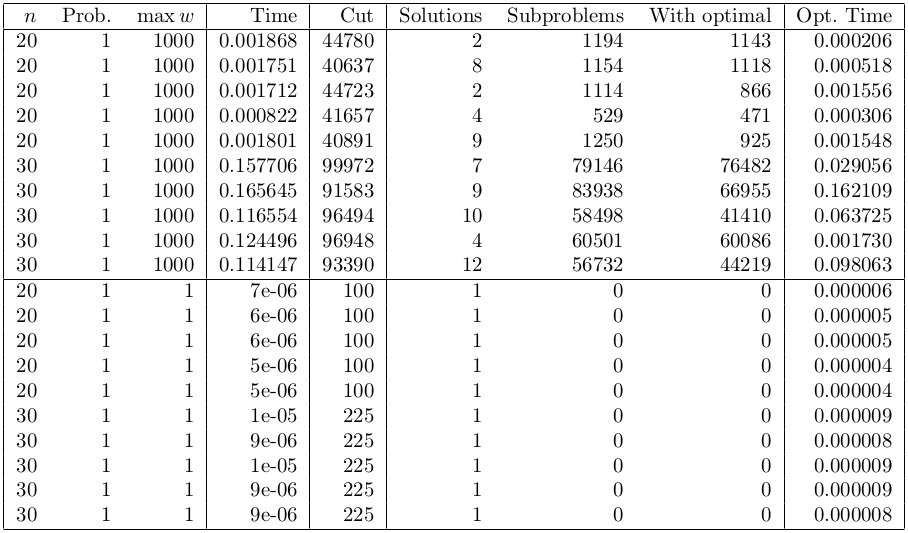 n Prob. max w Time Cut Solutions Subproblems With optimal Opt. Time
20 1 1000 0.001868 44780 2 1194 1143 0.000206
20 1 1000 0.001751 40637 8 1154 1118 0.000518
20 1 1000 0.001712 44723 2 1114 866 0.001556
20 1 1000 0.000822 41657 4 529 471 0.000306
20 1 1000 0.001801 40891 9 1250 925 0.001548
30 1 1000 0.157706 99972 7 79146 76482 0.029056
30 1 1000 0.165645 91583 9 83938 66955 0.162109
30 1 1000 0.116554 96494 10 58498 41410 0.063725
30 1 1000 0.124496 96948 4 60501 60086 0.001730
30 1 1000 0.114147 93390 12 56732 44219 0.098063
20 1 1 7e-06 100 1 0 0 0.000006
20 1 1 6e-06 100 1 0 0 0.000005
20 1 1 6e-06 100 1 0 0 0.000005
20 1 1 5e-06 100 1 0 0 0.000004
20 1 1 5e-06 100 1 0 0 0.000004
30 1 1 1e-05 225 1 0 0 0.000009
30 1 1 9e-06 225 1 0 0 0.000008
30 1 1 1e-05 225 1 0 0 0.000009
30 1 1 9e-06 225 1 0 0 0.000009
30 1 1 9e-06 225 1 0 0 0.000008